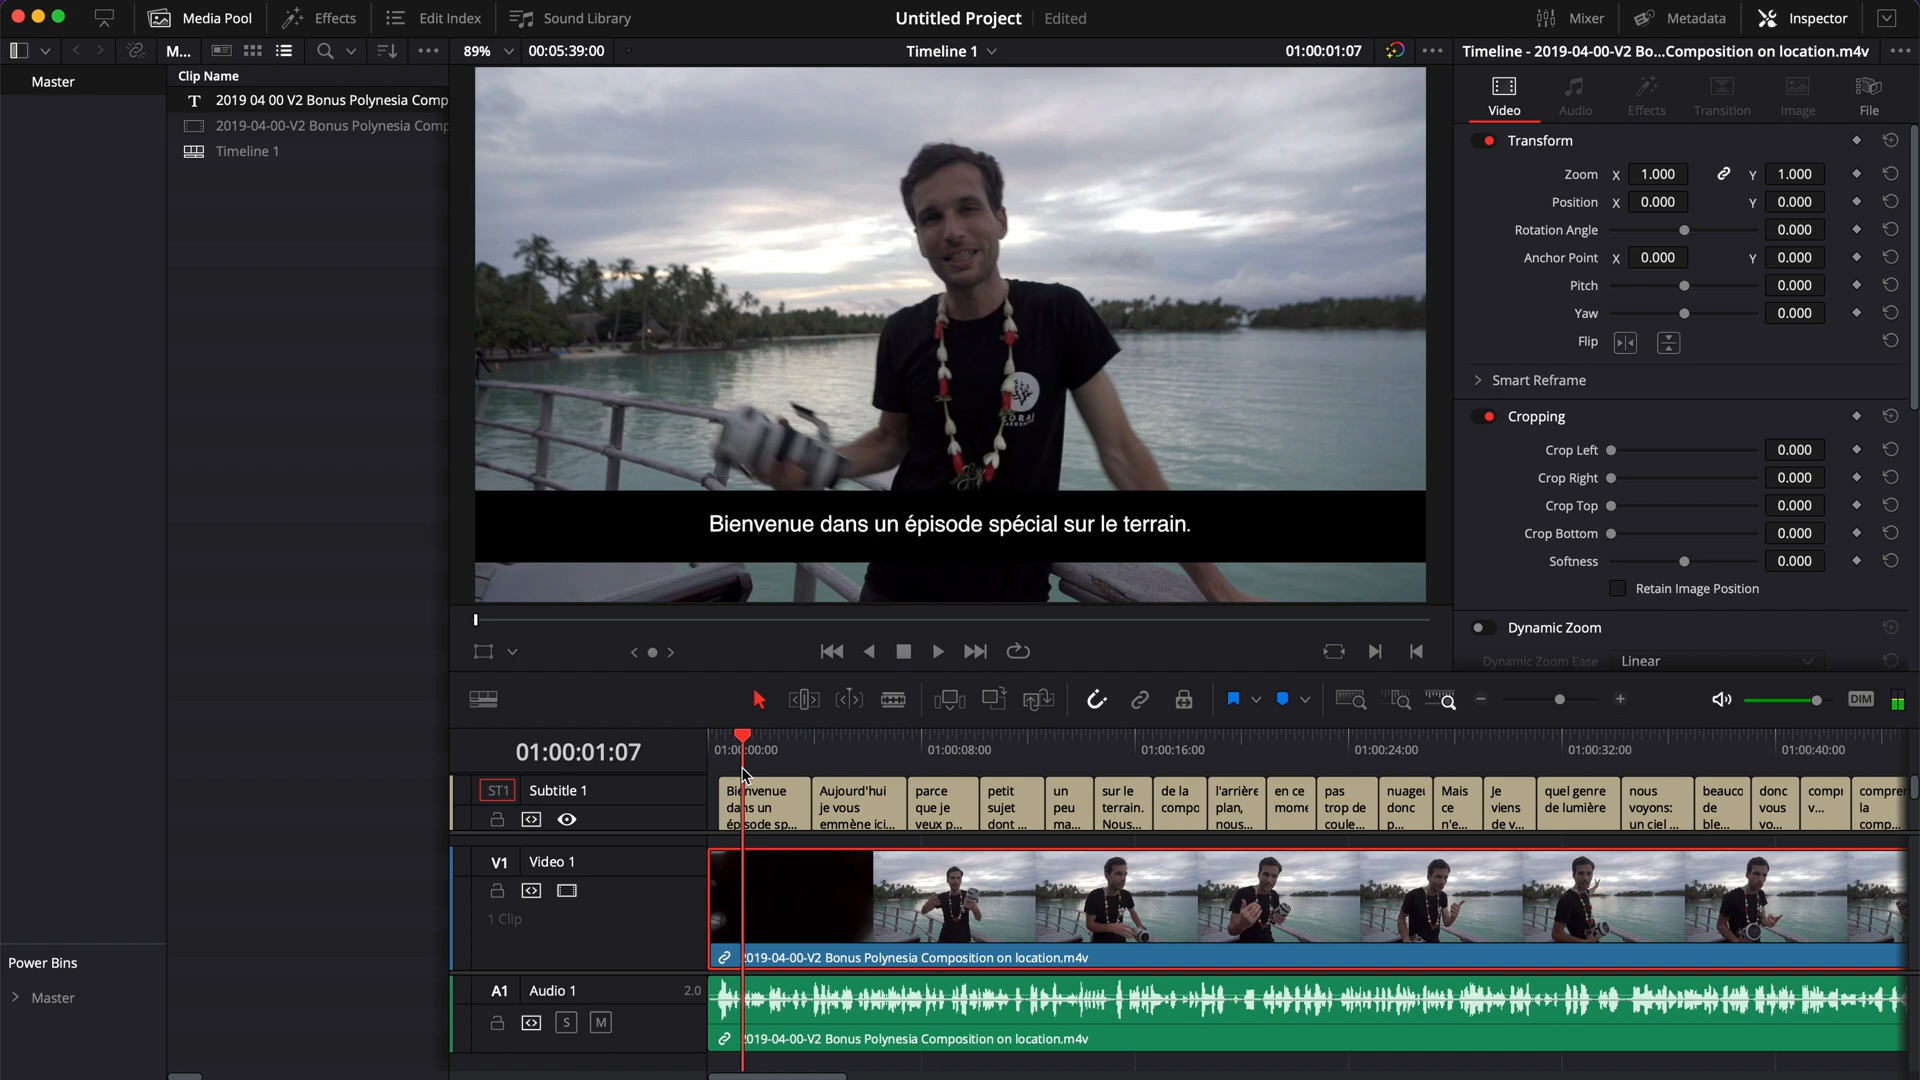 Media Pool
Effects
Edit Index
Sound Library
Untitled Project
Edited
Mixer
Metadata
Inspector
M...
89%
00:05:39:00
Timeline 1
01:00:01:07
Timeline - 2019-04-00-V2 Bo...Composition on location.m4v
Master
Clip Name
T
2019 04 00 V2 Bonus Polynesia Comp
2019-04-00-V2 Bonus Polynesia Comp
Timeline 1
Video
Audio
Effects
Transition
Image
File
Transform
Zoom X 1.000 Y 1.000
Position X 0.000 Y 0.000
Rotation Angle 0.000
Anchor Point X 0.000 Y 0.000
Pitch 0.000
Yaw 0.000
Flip
Smart Reframe
Cropping
Crop Left 0.000
Crop Right 0.000
Crop Top 0.000
Crop Bottom 0.000
Softness 0.000
Retain Image Position
Dynamic Zoom
Dynamic Zoom Ease Linear
Bienvenue dans un épisode spécial sur le terrain.
DIM
01:00:01:07
01:00:00:00
01:00:08:00
01:00:16:00
01:00:24:00
01:00:32:00
01:00:40:00
ST1 Subtitle 1
Bienvenue
dans un
épisode sp...
Aujourd'hui
je vous
emmène ici...
parce
que je
veux p...
petit
sujet
dont ...
un
peu
ma...
sur le
terrain.
Nous...
de la
compo
l'arrière
plan,
nous...
en ce
mome
pas
trop de
coule...
nuage
donc
p...
Mais
ce
n'e...
Je
viens
de v...
quel genre
de lumière
nous
voyons:
un ciel ...
beauco
de
ble...
donc
vous
vo...
compr
v...
comprer
la
comp...
V1 Video 1
1 Clip
2019-04-00-V2 Bonus Polynesia Composition on location.m4v
A1 Audio 1 2.0
S M
2019-04-00-V2 Bonus Polynesia Composition on location.m4v
Power Bins
Master